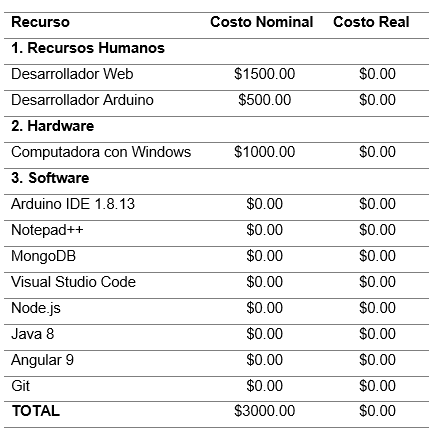 Recurso Costo Nominal Costo Real
1. Recursos Humanos
Desarrollador Web $1500.00 $0.00
Desarrollador Arduino $500.00 $0.00
2. Hardware
Computadora con Windows $1000.00 $0.00
3. Software
Arduino IDE 1.8.13 $0.00 $0.00
Notepad++ $0.00 $0.00
MongoDB $0.00 $0.00
Visual Studio Code $0.00 $0.00
Node.js $0.00 $0.00
Java 8 $0.00 $0.00
Angular 9 $0.00 $0.00
Git $0.00 $0.00
TOTAL $3000.00 $0.00